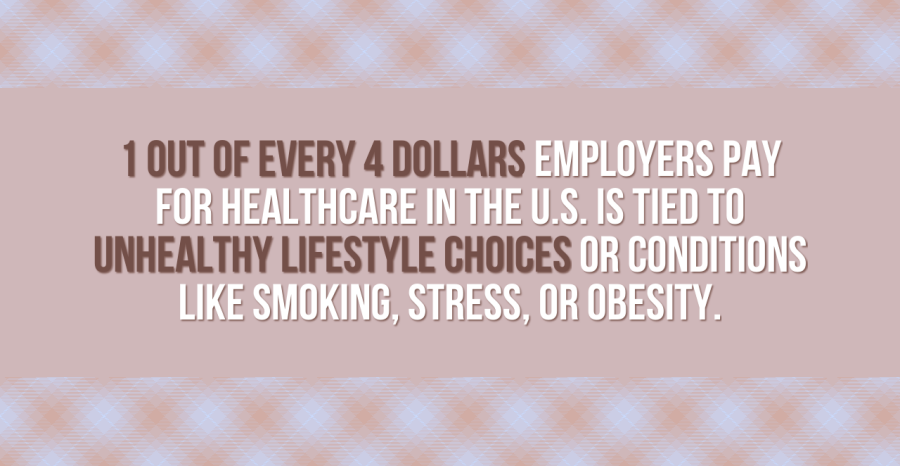 1 OUT OF EVERY 4 DOLLARS EMPLOYERS PAY
FOR HEALTHCARE IN THE U.S. IS TIED TO
UNHEALTHY LIFESTYLE CHOICES OR CONDITIONS
LIKE SMOKING, STRESS, OR OBESITY.